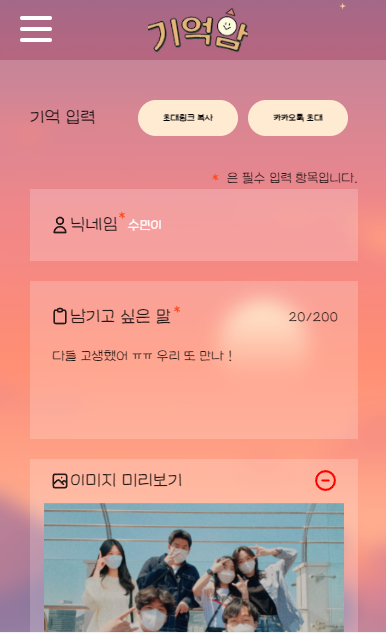 기억함
기억 입력
초대링크 복사
카카오톡 초대
* 은 필수 입력 항목입니다.
닉네임* 수면이
남기고 싶은 말 * 20/200
다들 고생했어 ㅠㅠ 우리 또 만나 !
이미지 미리보기